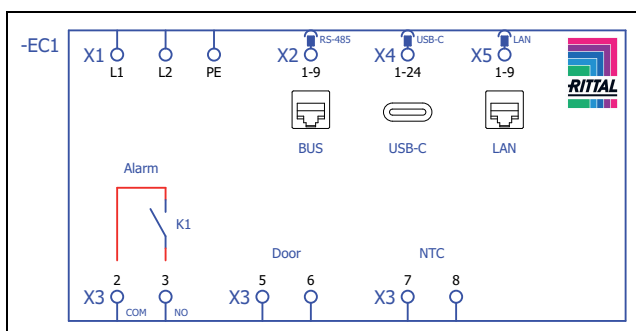 -EC1
X1 L1 L2 PE
X2 RS-485 1-9
X4 USB-C 1-24
X5 LAN 1-9
RITTAL
BUS USB-C LAN
Alarm
K1
Door NTC
X3 2 3 X3 5 6 X3 7 8
COM NO